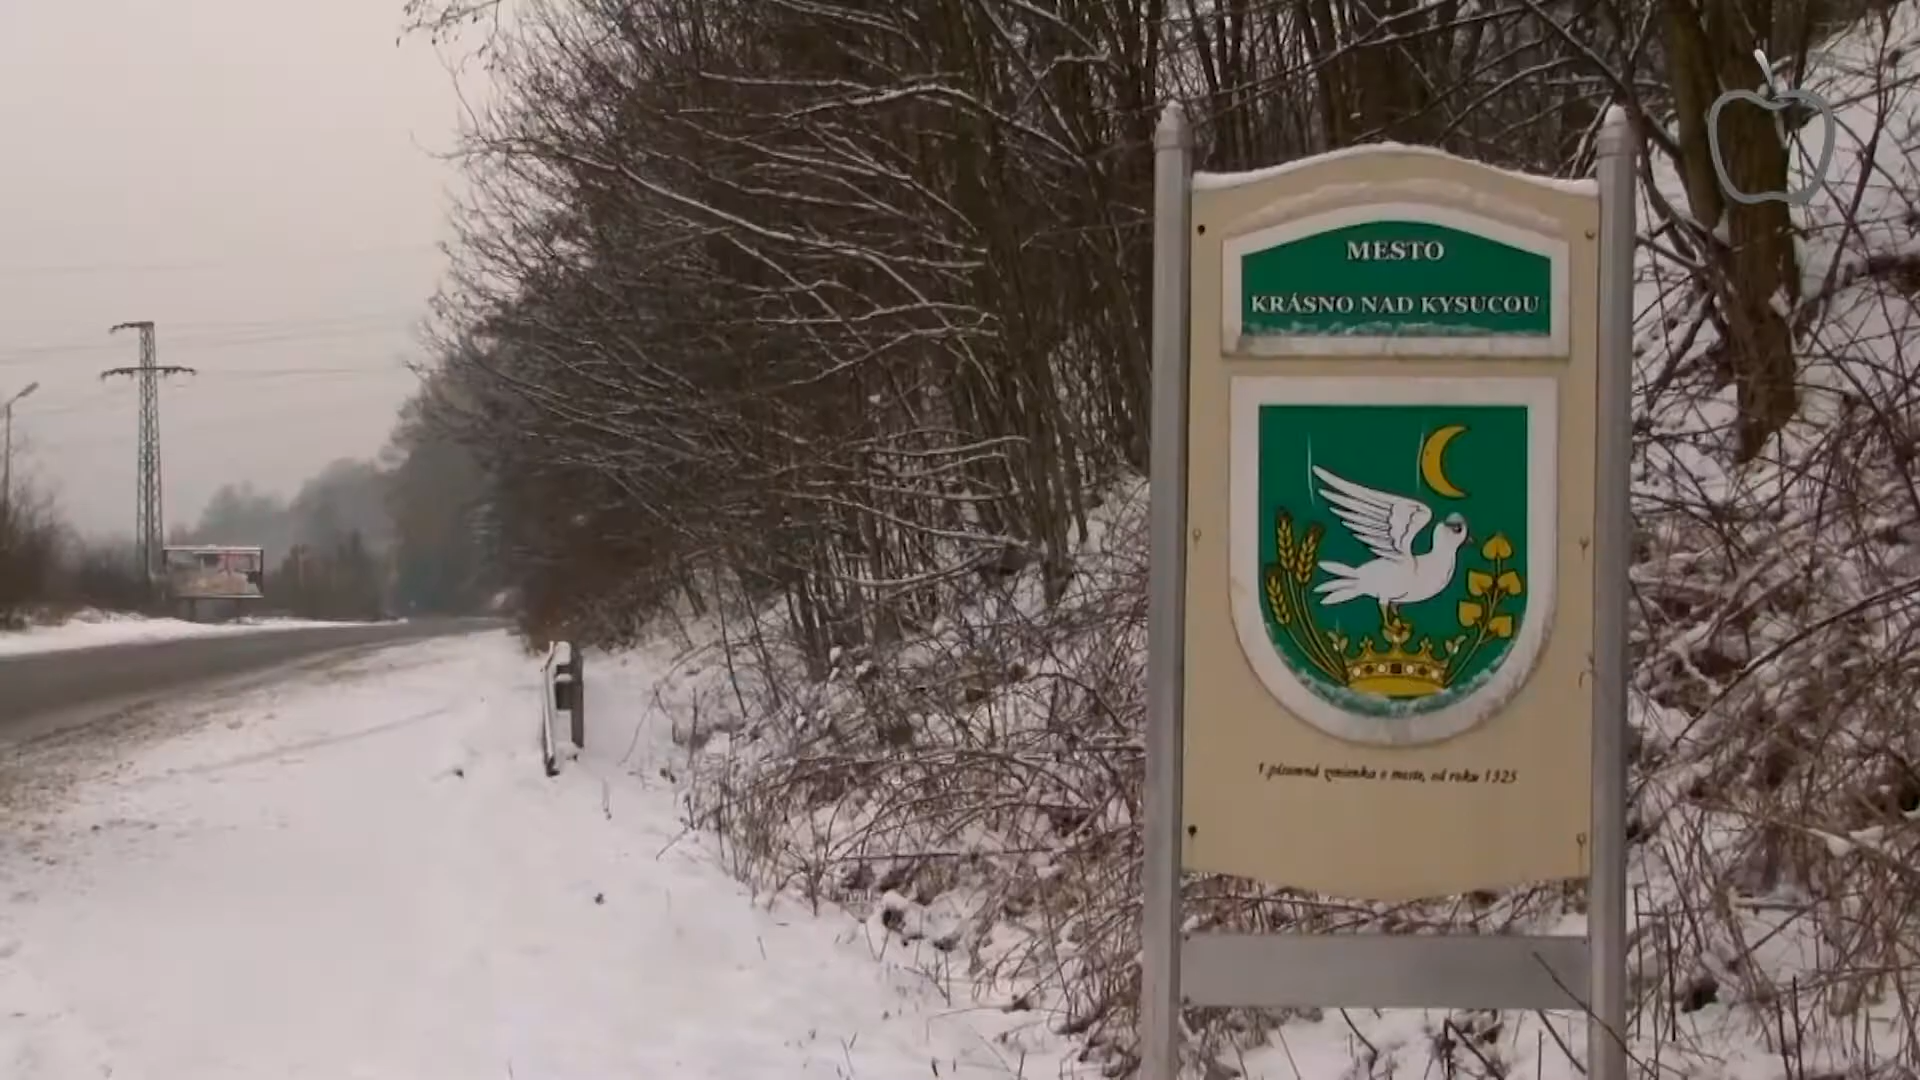 MESTO
KRÁSNO NAD KYSUCOU
1.písomná zmienka o meste, od roku 1325